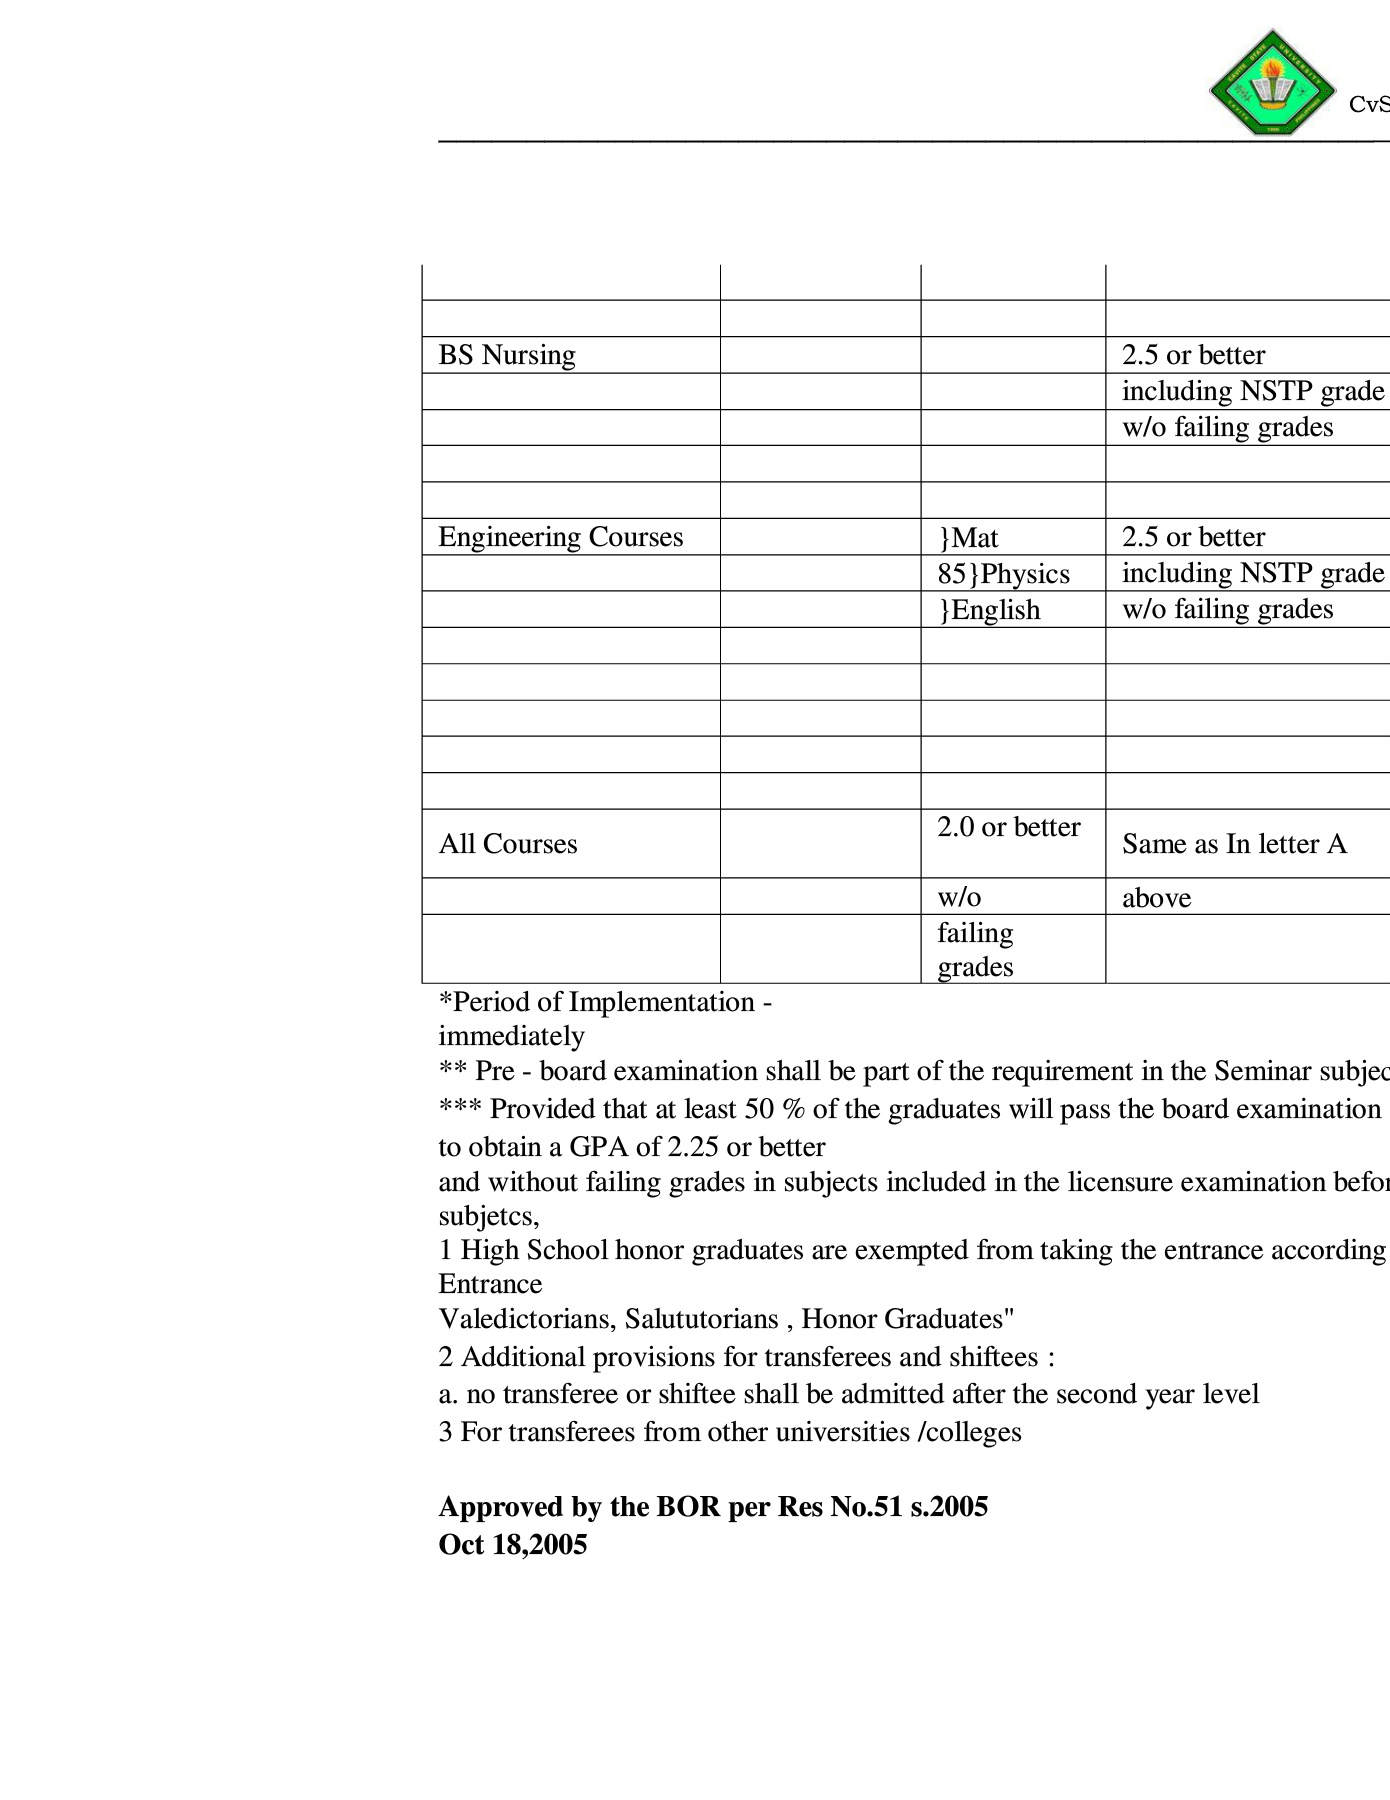 CAVITE STATE UNIVERSITY
CAVITE
1906
PHILIPPINES
CvS
BS Nursing 2.5 or better
including NSTP grade
w/o failing grades
Engineering Courses }Mat 2.5 or better
85}Physics including NSTP grade
}English w/o failing grades
All Courses 2.0 or better Same as In letter A
w/o above
failing
grades
*Period of Implementation -
immediately
** Pre - board examination shall be part of the requirement in the Seminar subjec
*** Provided that at least 50 % of the graduates will pass the board examination
to obtain a GPA of 2.25 or better
and without failing grades in subjects included in the licensure examination befor
subjetcs,
1 High School honor graduates are exempted from taking the entrance according
Entrance
Valedictorians, Salututorians , Honor Graduates"
2 Additional provisions for transferees and shiftees :
a. no transferee or shiftee shall be admitted after the second year level
3 For transferees from other universities /colleges
Approved by the BOR per Res No.51 s.2005
Oct 18,2005